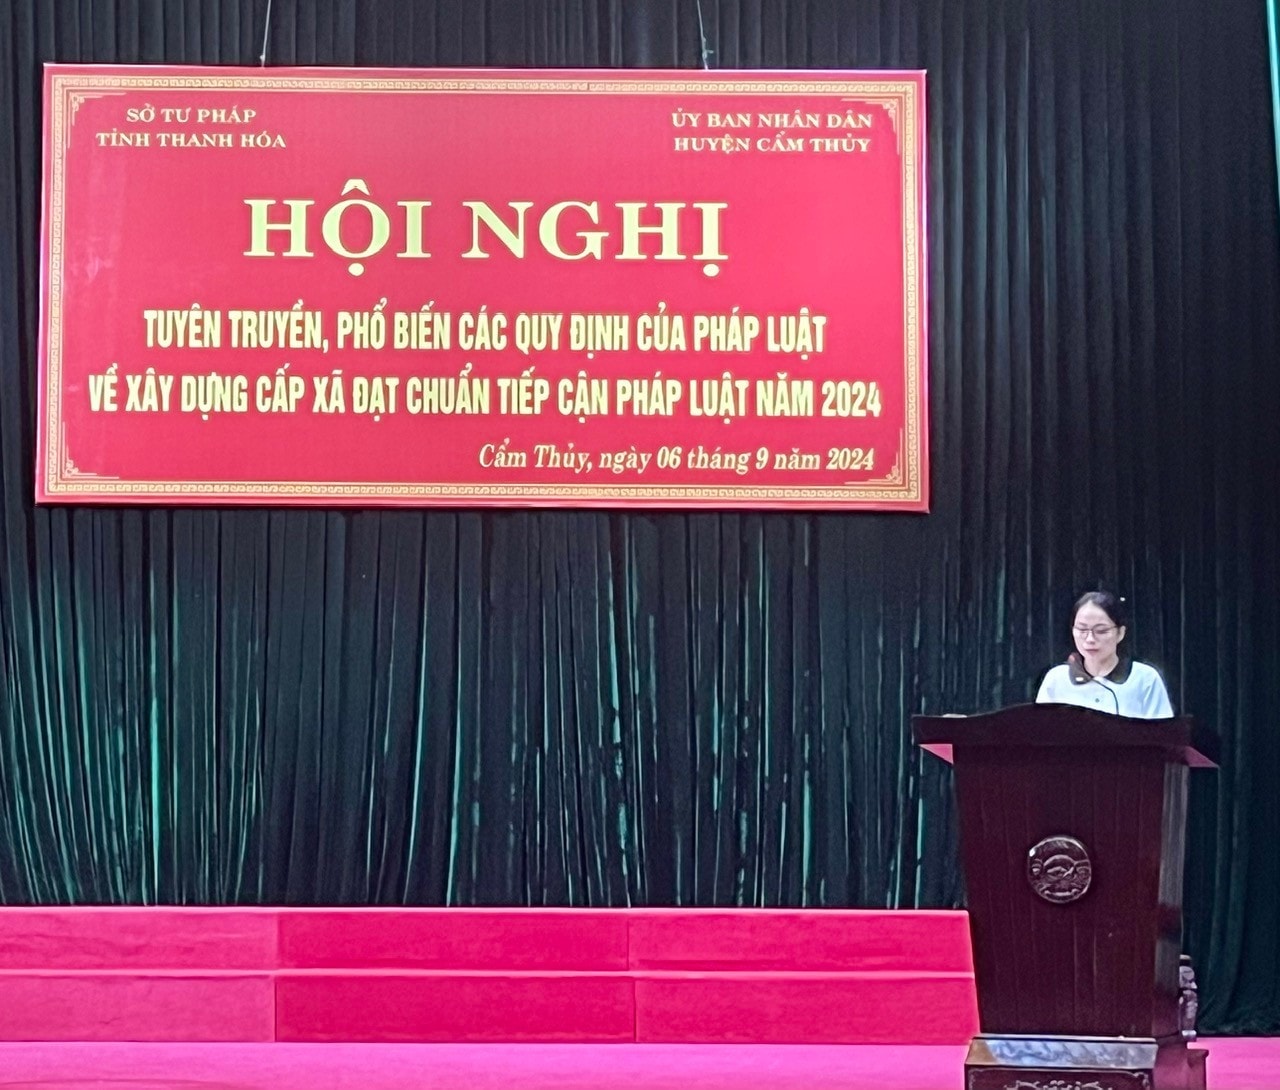 SỞ TƯ PHÁP
TỈNH THANH HÓA
ỦY BAN NHÂN DÂN
HUYỆN CẨM THỦY
HỘI NGHỊ
TUYÊN TRUYỀN, PHỔ BIẾN CÁC QUY ĐỊNH CỦA PHÁP LUẬT
VỀ XÂY DỰNG CẤP XÃ ĐẠT CHUẨN TIẾP CẬN PHÁP LUẬT NĂM 2024
Cẩm Thủy, ngày 06 tháng 9 năm 2024